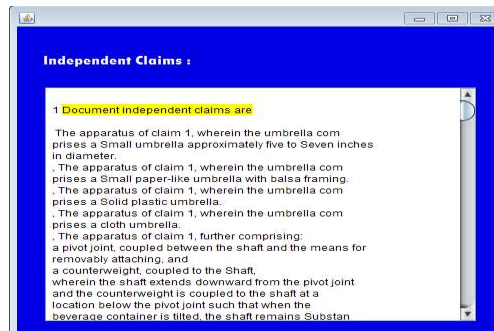 Independent Claims :
1 Document independent claims are
The apparatus of claim 1, wherein the umbrella com
prises a Small umbrella approximately five to Seven inches
in diameter.
, The apparatus of claim 1, wherein the umbrella com
prises a Small paper-like umbrella with balsa framing.
, The apparatus of claim 1, wherein the umbrella com
prises a Solid plastic umbrella.
, The apparatus of claim 1, wherein the umbrella com
prises a cloth umbrella.
, The apparatus of claim 1, further comprising:
a pivot joint, coupled between the shaft and the means for
removably attaching, and
a counterweight, coupled to the Shaft,
wherein the shaft extends downward from the pivot joint
and the counterweight is coupled to the shaft at a
location below the pivot joint such that when the
beverage container is tilted, the shaft remains Substan